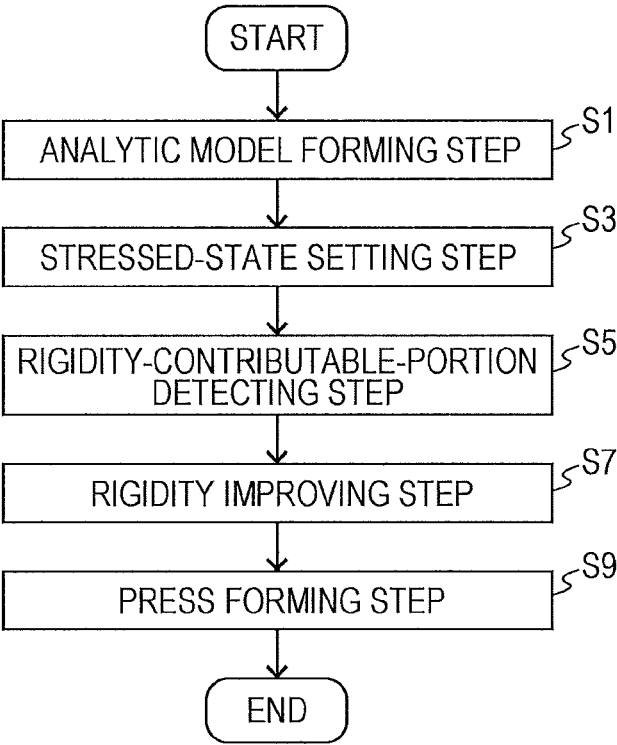 START
ANALYTIC MODEL FORMING STEP
S1
STRESSED-STATE SETTING STEP
S3
RIGIDITY-CONTRIBUTABLE-PORTION
DETECTING STEP
S5
RIGIDITY IMPROVING STEP
S7
PRESS FORMING STEP
S9
END